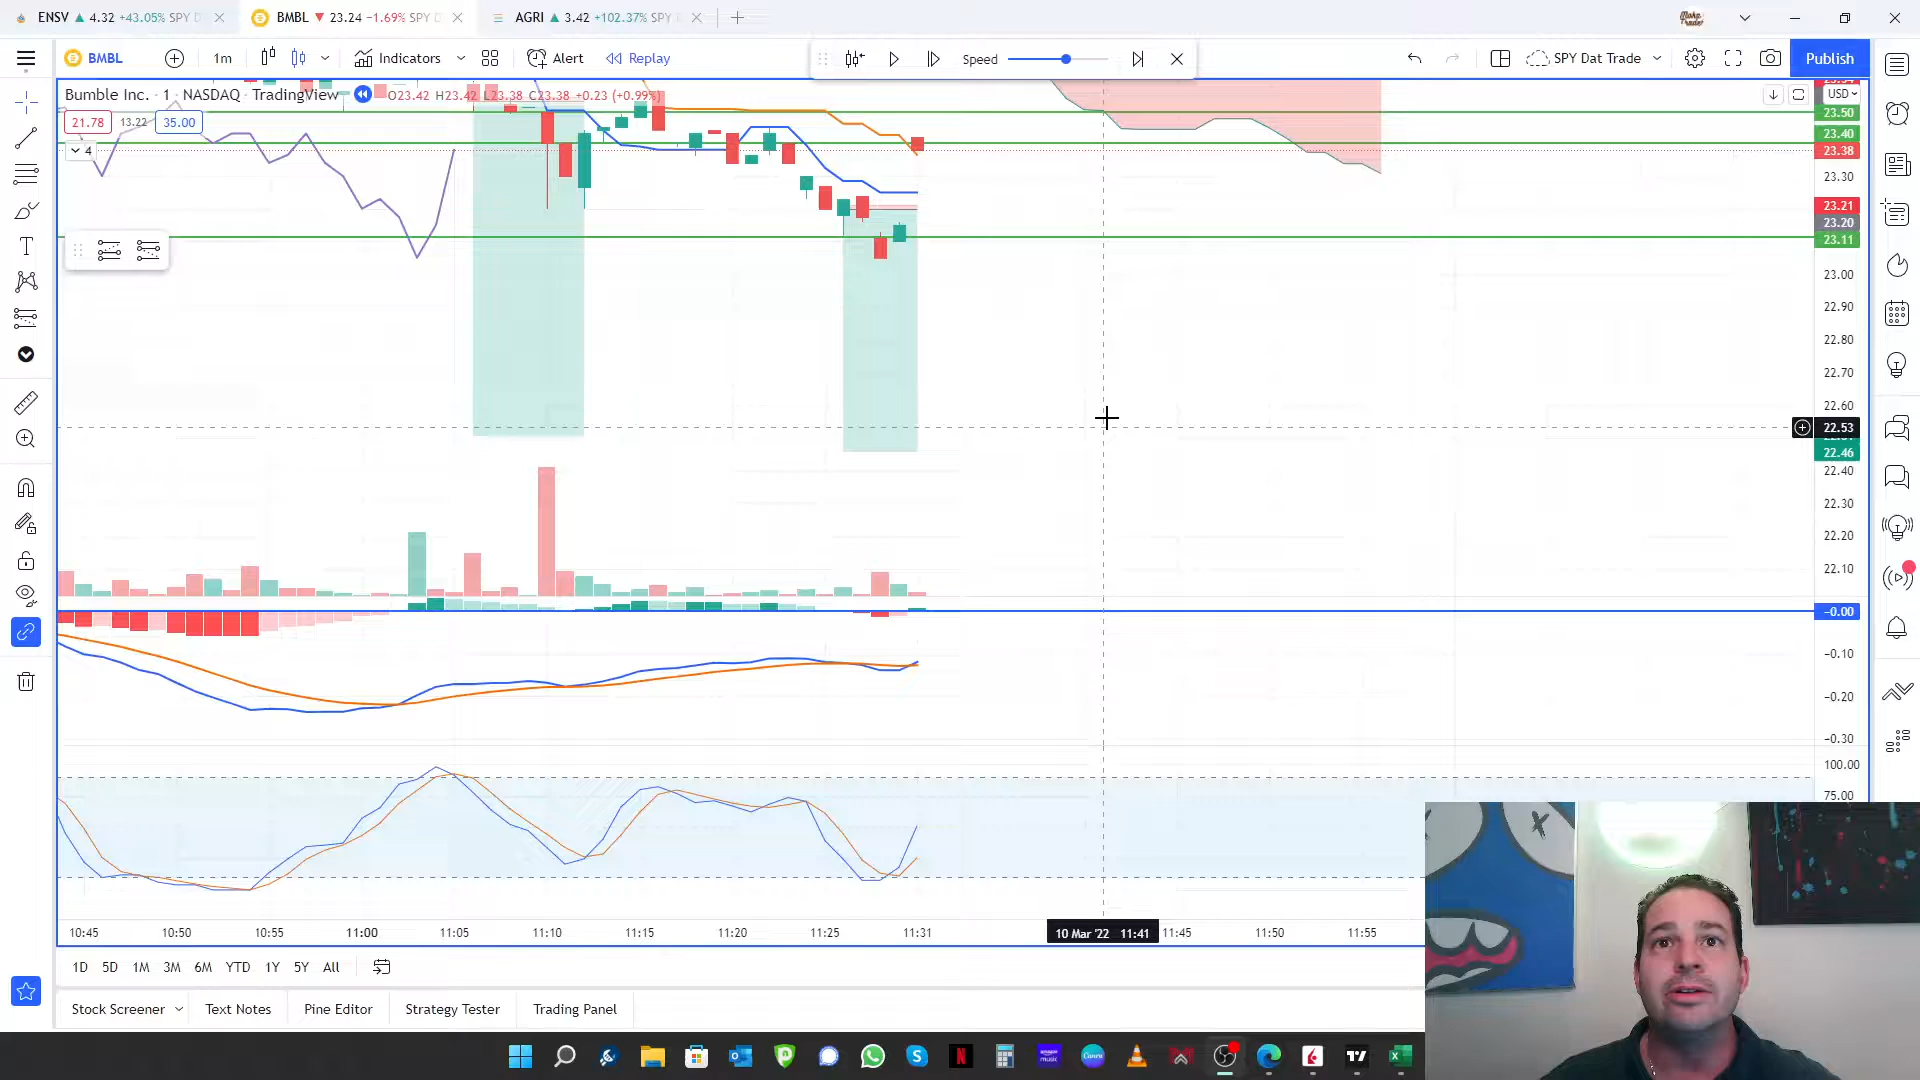 ENSV ▲ 4.32 +43.05% SPY D
BMBL ▼ 23.24 −1.69% SPY D
AGRI ▲ 3.42 +102.37% SPY
BMBL
1m
Indicators
Alert
Replay
Speed
SPY Dat Trade
Publish
Bumble Inc. · 1 · NASDAQ · TradingView
O23.42 H23.42 L23.38 C23.38 +0.23 (+0.99%)
USD
21.78 13.22 35.00
4
23.50
23.40
23.38
23.30
23.21
23.20
23.11
23.00
22.90
22.80
22.70
22.60
22.53
22.46
22.40
22.30
22.20
22.10
−0.00
−0.10
−0.20
−0.30
100.00
75.00
10:45 10:50 10:55 11:00 11:05 11:10 11:15 11:20 11:25 11:31 10 Mar '22 11:41 11:45 11:50 11:55
1D 5D 1M 3M 6M YTD 1Y 5Y All
Stock Screener Text Notes Pine Editor Strategy Tester Trading Panel